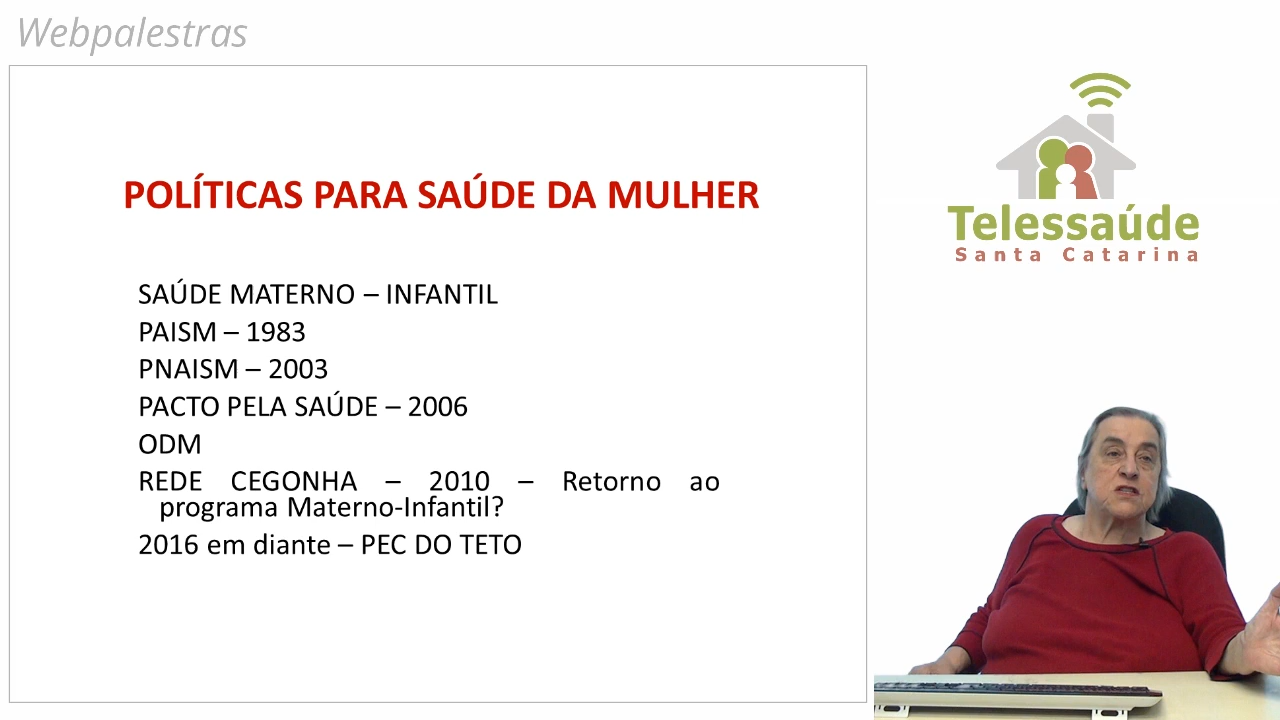 Webpalestras
POLÍTICAS PARA SAÚDE DA MULHER
SAÚDE MATERNO – INFANTIL
PAISM – 1983
PNAISM – 2003
PACTO PELA SAÚDE – 2006
ODM
REDE CEGONHA – 2010 – Retorno ao
programa Materno-Infantil?
2016 em diante – PEC DO TETO
Telessaúde
Santa Catarina